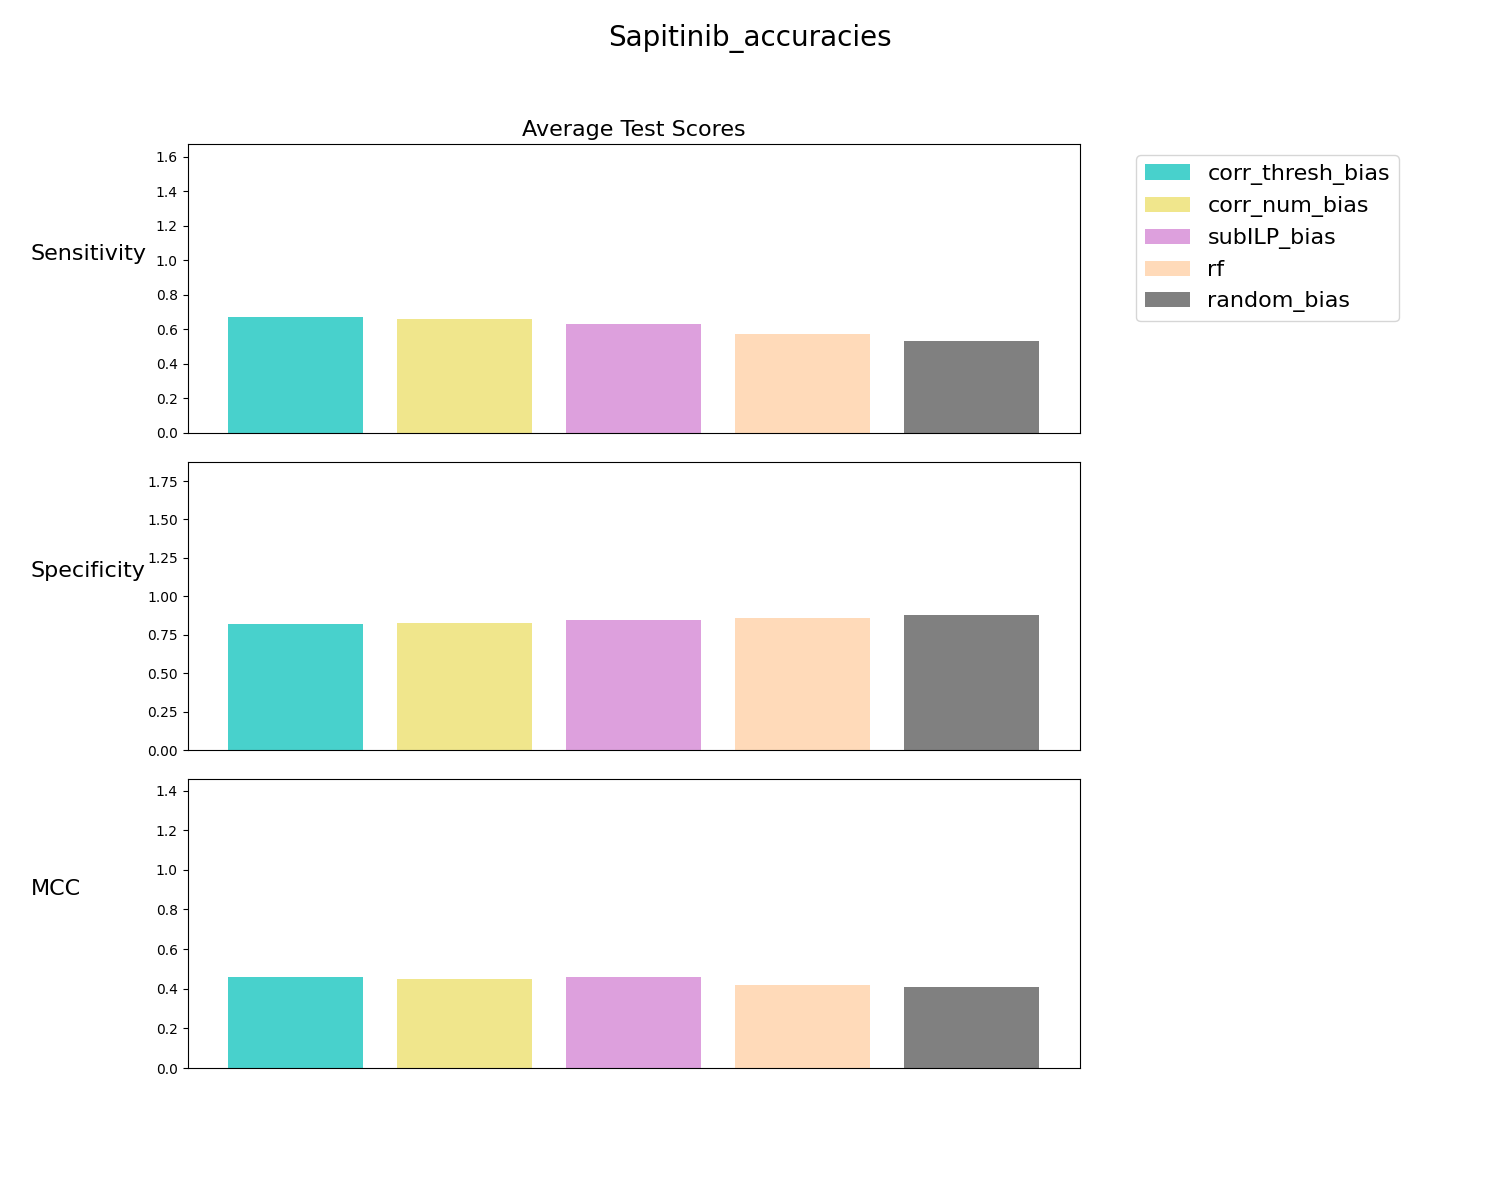 Sapitinib_accuracies
Average Test Scores
Sensitivity
1.6
1.4
1.2
1.0
0.8
0.6
0.4
0.2
0.0
corr_thresh_bias
corr_num_bias
subILP_bias
rf
random_bias
Specificity
1.75
1.50
1.25
1.00
0.75
0.50
0.25
0.00
MCC
1.4
1.2
1.0
0.8
0.6
0.4
0.2
0.0